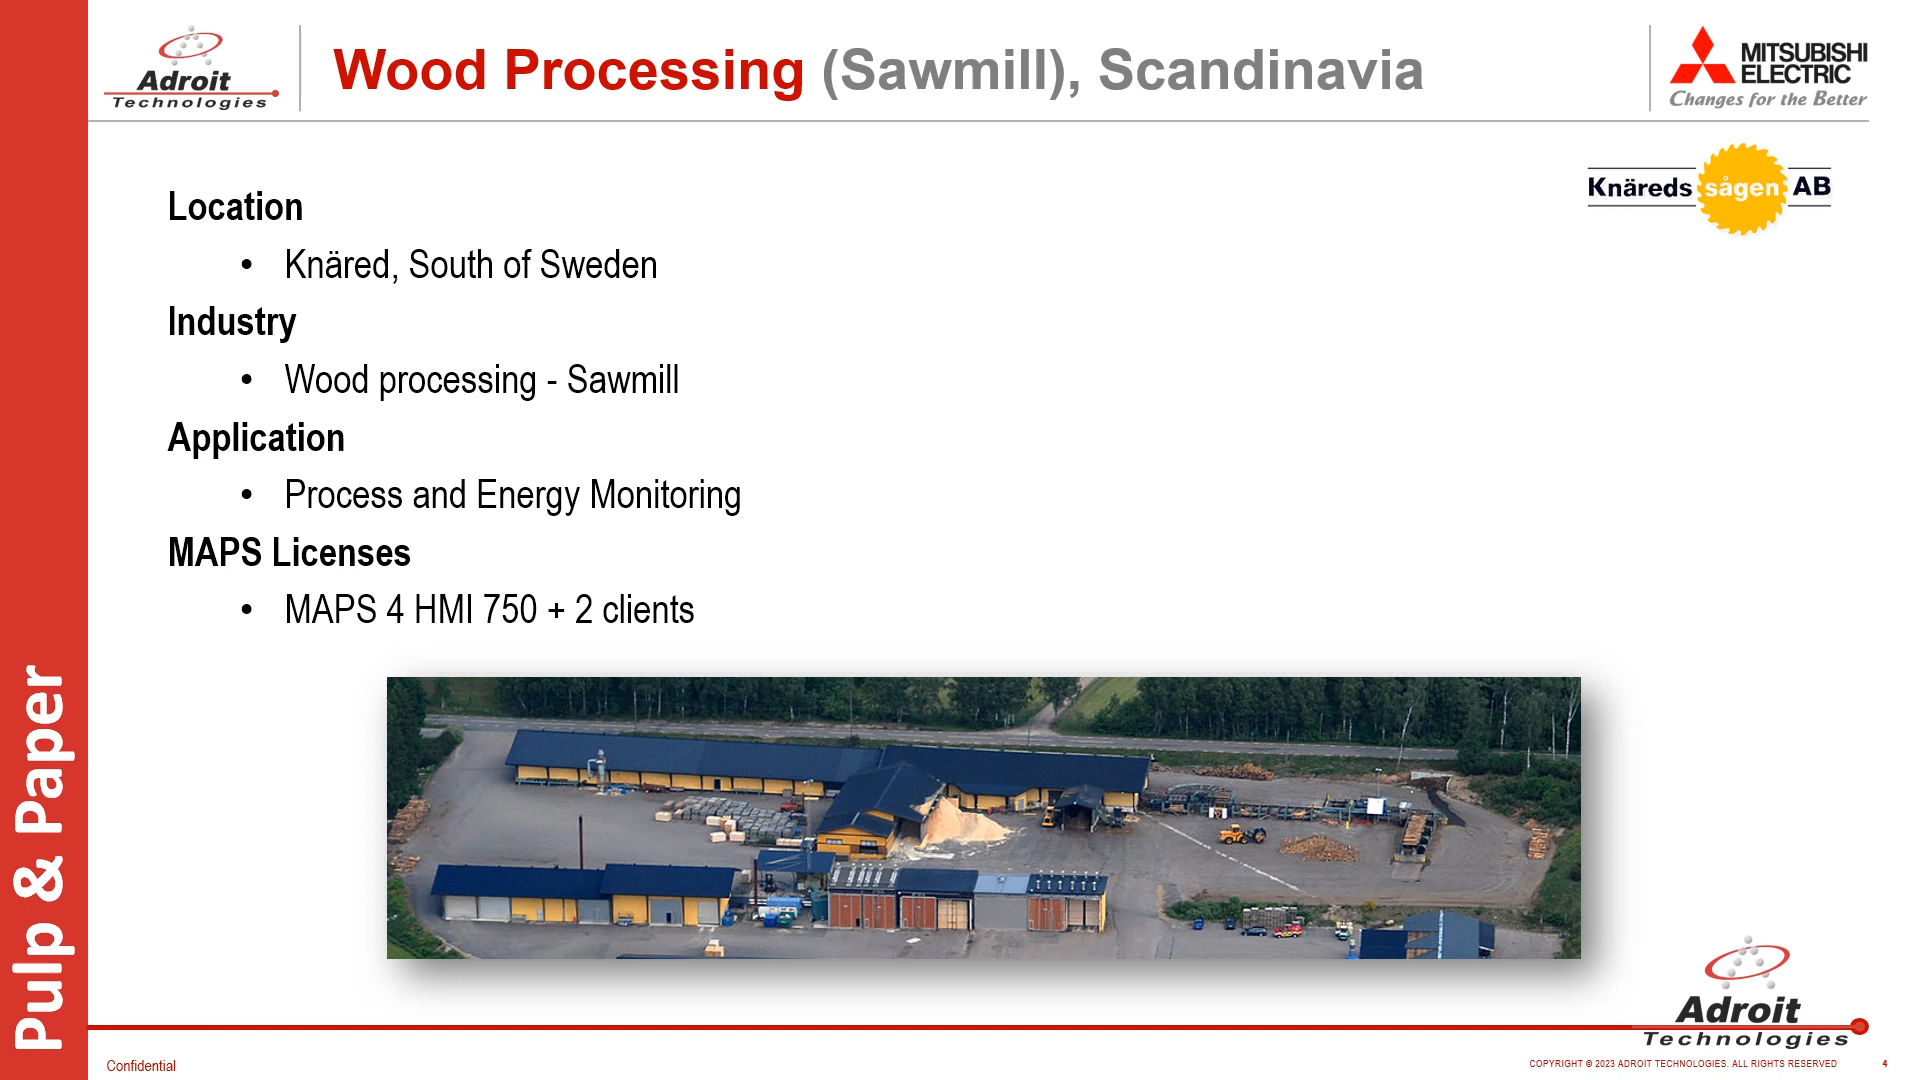 Adroit
Technologies
Wood Processing (Sawmill), Scandinavia
MITSUBISHI
ELECTRIC
Changes for the Better
Knäreds sågen AB
Location
• Knäred, South of Sweden
Industry
• Wood processing - Sawmill
Application
• Process and Energy Monitoring
MAPS Licenses
• MAPS 4 HMI 750 + 2 clients
Pulp & Paper
Adroit
Technologies
Confidential
COPYRIGHT © 2023 ADROIT TECHNOLOGIES. ALL RIGHTS RESERVED
4